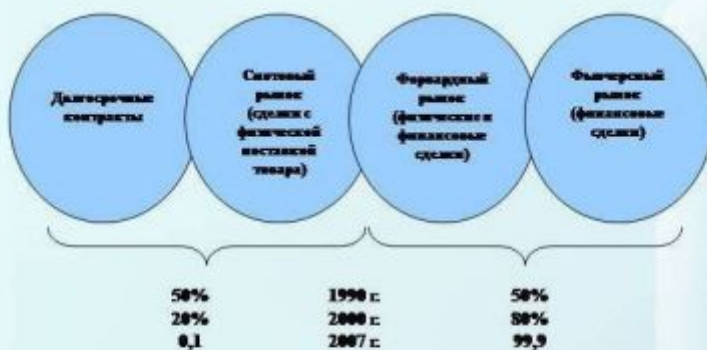 Долгосрочные
контракты
Спотовый
рынок
(сделки с
физической
поставкой
товара)
Форвардный
рынок
(физические и
финансовые
сделки)
Фьючерсный
рынок
(финансовые
сделки)
50% 1990 г. 50%
20% 2000 г. 80%
0,1 2007 г. 99,9